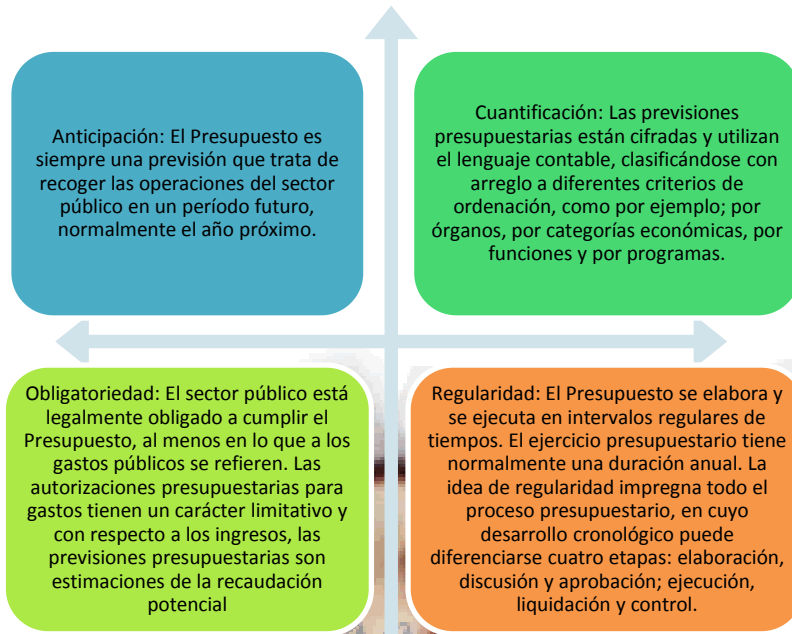 Anticipación: El Presupuesto es
siempre una previsión que trata de
recoger las operaciones del sector
público en un período futuro,
normalmente el año próximo.
Cuantificación: Las previsiones
presupuestarias están cifradas y utilizan
el lenguaje contable, clasificándose con
arreglo a diferentes criterios de
ordenación, como por ejemplo; por
órganos, por categorías económicas, por
funciones y por programas.
Obligatoriedad: El sector público está
legalmente obligado a cumplir el
Presupuesto, al menos en lo que a los
gastos públicos se refieren. Las
autorizaciones presupuestarias para
gastos tienen un carácter limitativo y
con respecto a los ingresos, las
previsiones presupuestarias son
estimaciones de la recaudación
potencial
Regularidad: El Presupuesto se elabora y
se ejecuta en intervalos regulares de
tiempos. El ejercicio presupuestario tiene
normalmente una duración anual. La
idea de regularidad impregna todo el
proceso presupuestario, en cuyo
desarrollo cronológico puede
diferenciarse cuatro etapas: elaboración,
discusión y aprobación; ejecución,
liquidación y control.